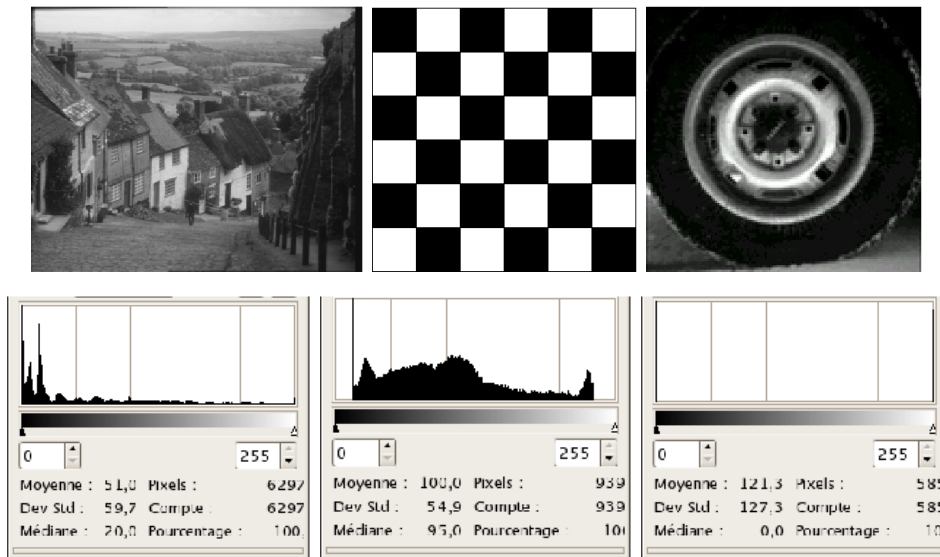 0 255
Moyenne : 51,0 Pixels : 6297
Dev Std : 59,7 Compte : 6297
Médiane : 20,0 Pourcentage : 100,
0 255
Moyenne : 100,0 Pixels : 939
Dev Std : 54,9 Compte : 939
Médiane : 95,0 Pourcentage : 100
0 255
Moyenne : 121,3 Pixels : 585
Dev Std : 127,3 Compte : 585
Médiane : 0,0 Pourcentage : 10